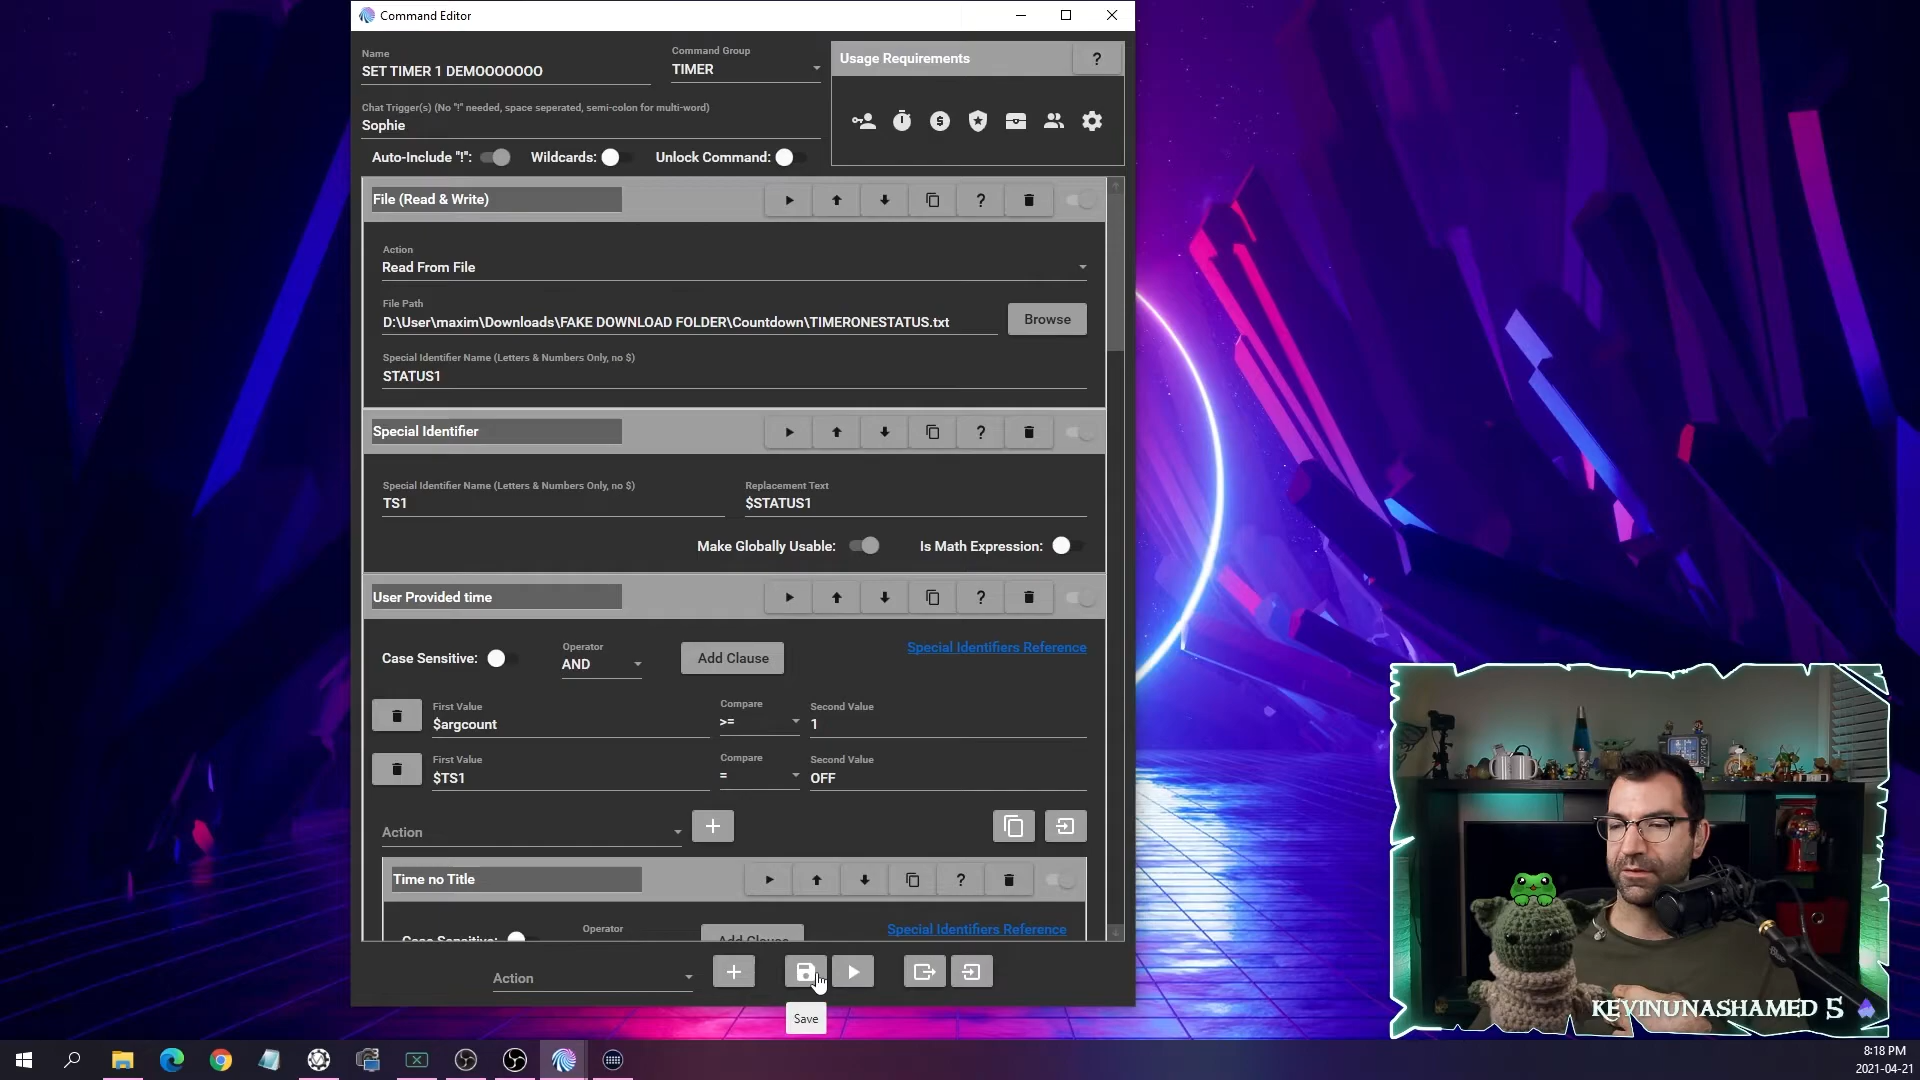 Command Editor
Name
SET TIMER 1 DEMOOOOOOO
Command Group
TIMER
Usage Requirements
?
Chat Trigger(s) (No "!" needed, space seperated, semi-colon for multi-word)
Sophie
Auto-Include "!":
Wildcards:
Unlock Command:
File (Read & Write)
?
Action
Read From File
File Path
D:\User\maxim\Downloads\FAKE DOWNLOAD FOLDER\Countdown\TIMERONESTATUS.txt
Browse
Special Identifier Name (Letters & Numbers Only, no $)
STATUS1
Special Identifier
?
Special Identifier Name (Letters & Numbers Only, no $)
TS1
Replacement Text
$STATUS1
Make Globally Usable:
Is Math Expression:
User Provided time
?
Case Sensitive:
Operator
AND
Add Clause
Special Identifiers Reference
First Value
$argcount
Compare
>=
Second Value
1
First Value
$TS1
Compare
=
Second Value
OFF
Action
Time no Title
?
Case Sensitive:
Operator
Add Clause
Special Identifiers Reference
Action
Save
KEVINUNASHAMED 5
8:18 PM
2021-04-21